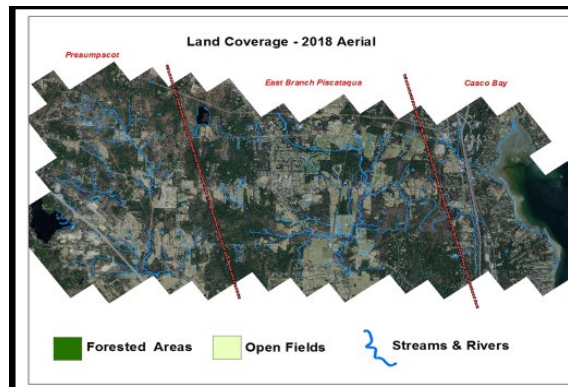 Land Coverage - 2018 Aerial
Presumpscot
East Branch Piscataqua
Casco Bay
Forested Areas
Open Fields
Streams & Rivers